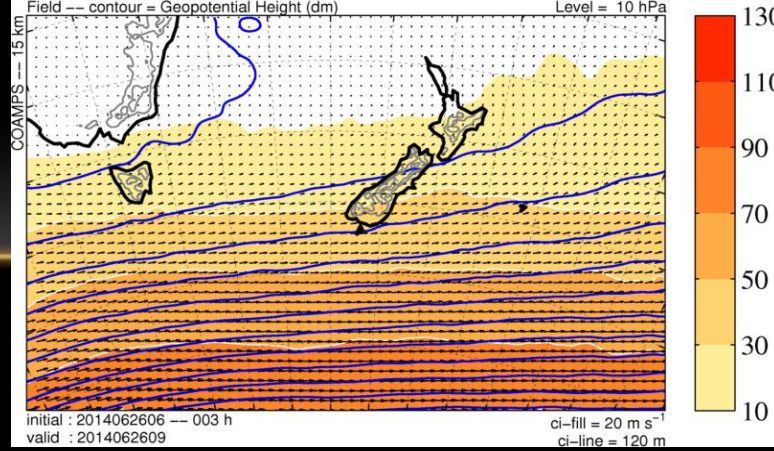 Field −− contour = Geopotential Height (dm)
Level = 10 hPa
COAMPS −− 15 km
130
110
90
70
50
30
10
initial : 2014062606 −− 003 h
valid : 2014062609
ci−fill = 20 m s⁻¹
ci−line = 120 m